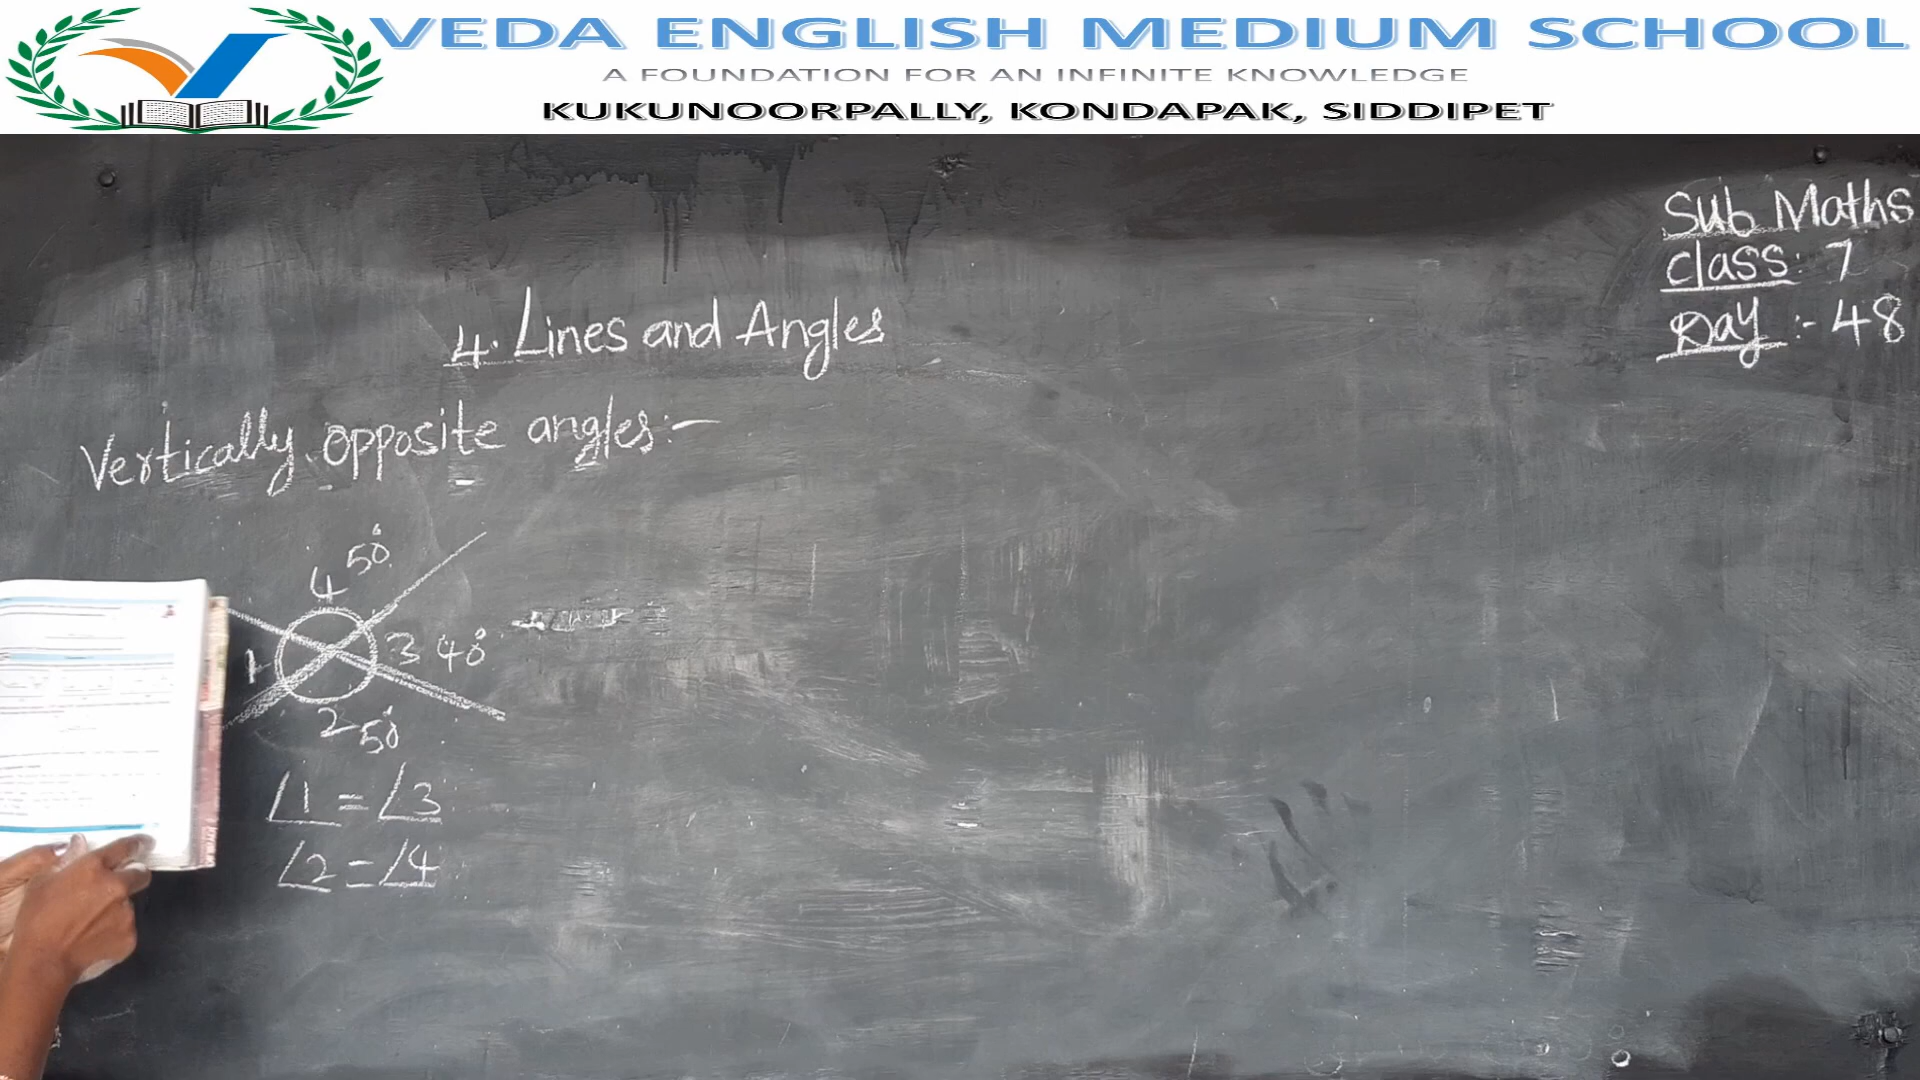 VEDA ENGLISH MEDIUM SCHOOL
A FOUNDATION FOR AN INFINITE KNOWLEDGE
KUKUNOORPALLY, KONDAPAK, SIDDIPET
Sub Maths
Class: 7
Day :- 48
4. Lines and Angles
Vertically opposite angles:-
4 50°
1
3 40°
2 50°
∠1 = ∠3
∠2 = ∠4